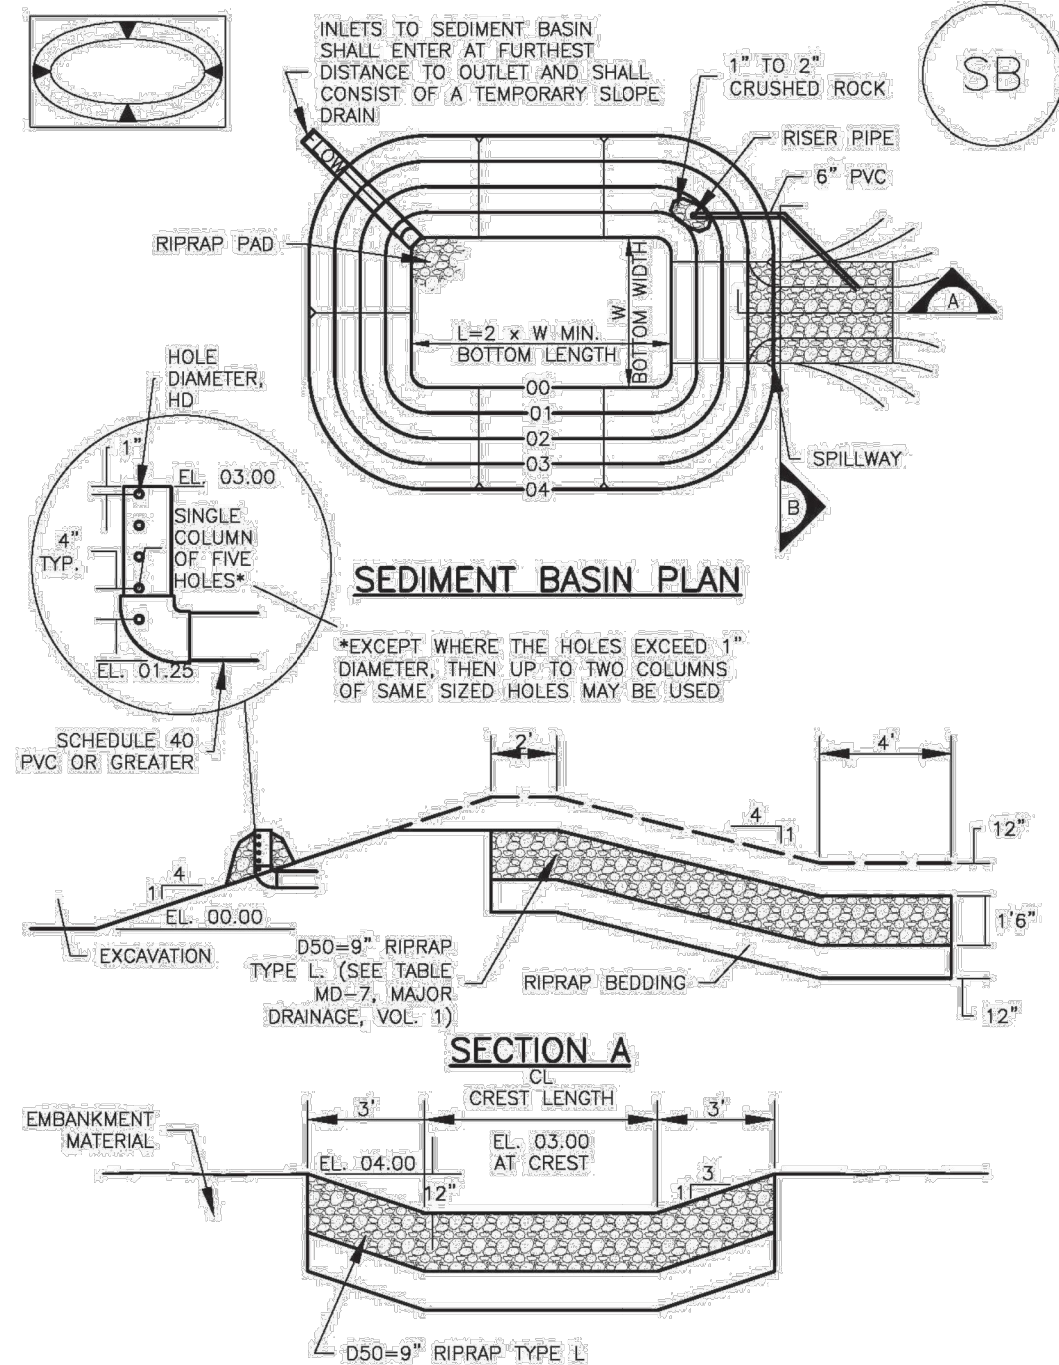 INLETS TO SEDIMENT BASIN
SHALL ENTER AT FURTHEST
DISTANCE TO OUTLET AND SHALL
CONSIST OF A TEMPORARY SLOPE
DRAIN
1" TO 2"
CRUSHED ROCK
SB
RISER PIPE
6" PVC
FLOW
RIPRAP PAD
W
BOTTOM WIDTH
L=2 x W MIN.
BOTTOM LENGTH
A
00
01
02
03
04
SPILLWAY
B
HOLE
DIAMETER,
HD
1"
EL. 03.00
4"
TYP.
SINGLE
COLUMN
OF FIVE
HOLES*
EL. 01.25
SEDIMENT BASIN PLAN
*EXCEPT WHERE THE HOLES EXCEED 1"
DIAMETER, THEN UP TO TWO COLUMNS
OF SAME SIZED HOLES MAY BE USED
SCHEDULE 40
PVC OR GREATER
2'
4'
4
1
12"
4
1
EL. 00.00
EXCAVATION
1'6"
D50=9" RIPRAP
TYPE L. (SEE TABLE
MD-7, MAJOR
DRAINAGE, VOL. 1)
RIPRAP BEDDING
12"
SECTION A
CL
CREST LENGTH
3'
3'
EMBANKMENT
MATERIAL
EL. 04.00
EL. 03.00
AT CREST
12"
3
1
D50=9" RIPRAP TYPE L